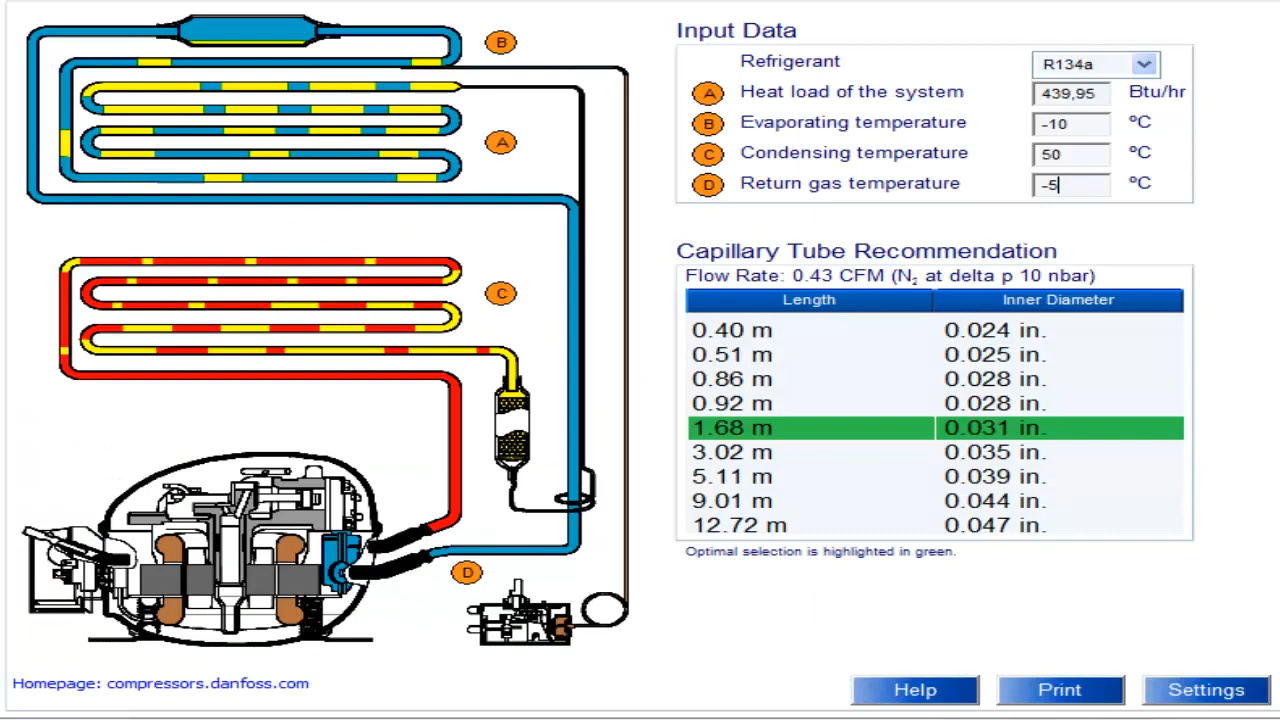 B
A
C
D
Homepage: compressors.danfoss.com
Input Data
Refrigerant R134a
A Heat load of the system 439,95 Btu/hr
B Evaporating temperature -10 ºC
C Condensing temperature 50 ºC
D Return gas temperature -5 ºC
Capillary Tube Recommendation
Flow Rate: 0.43 CFM (N₂ at delta p 10 nbar)
Length Inner Diameter
0.40 m 0.024 in.
0.51 m 0.025 in.
0.86 m 0.028 in.
0.92 m 0.028 in.
1.68 m 0.031 in.
3.02 m 0.035 in.
5.11 m 0.039 in.
9.01 m 0.044 in.
12.72 m 0.047 in.
Optimal selection is highlighted in green.
Help Print Settings